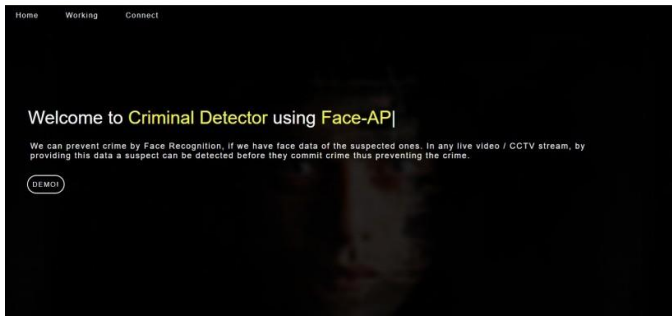 Home Working Connect
Welcome to Criminal Detector using Face-AP|
We can prevent crime by Face Recognition, if we have face data of the suspected ones. In any live video / CCTV stream, by
providing this data a suspect can be detected before they commit crime thus preventing the crime.
DEMO!